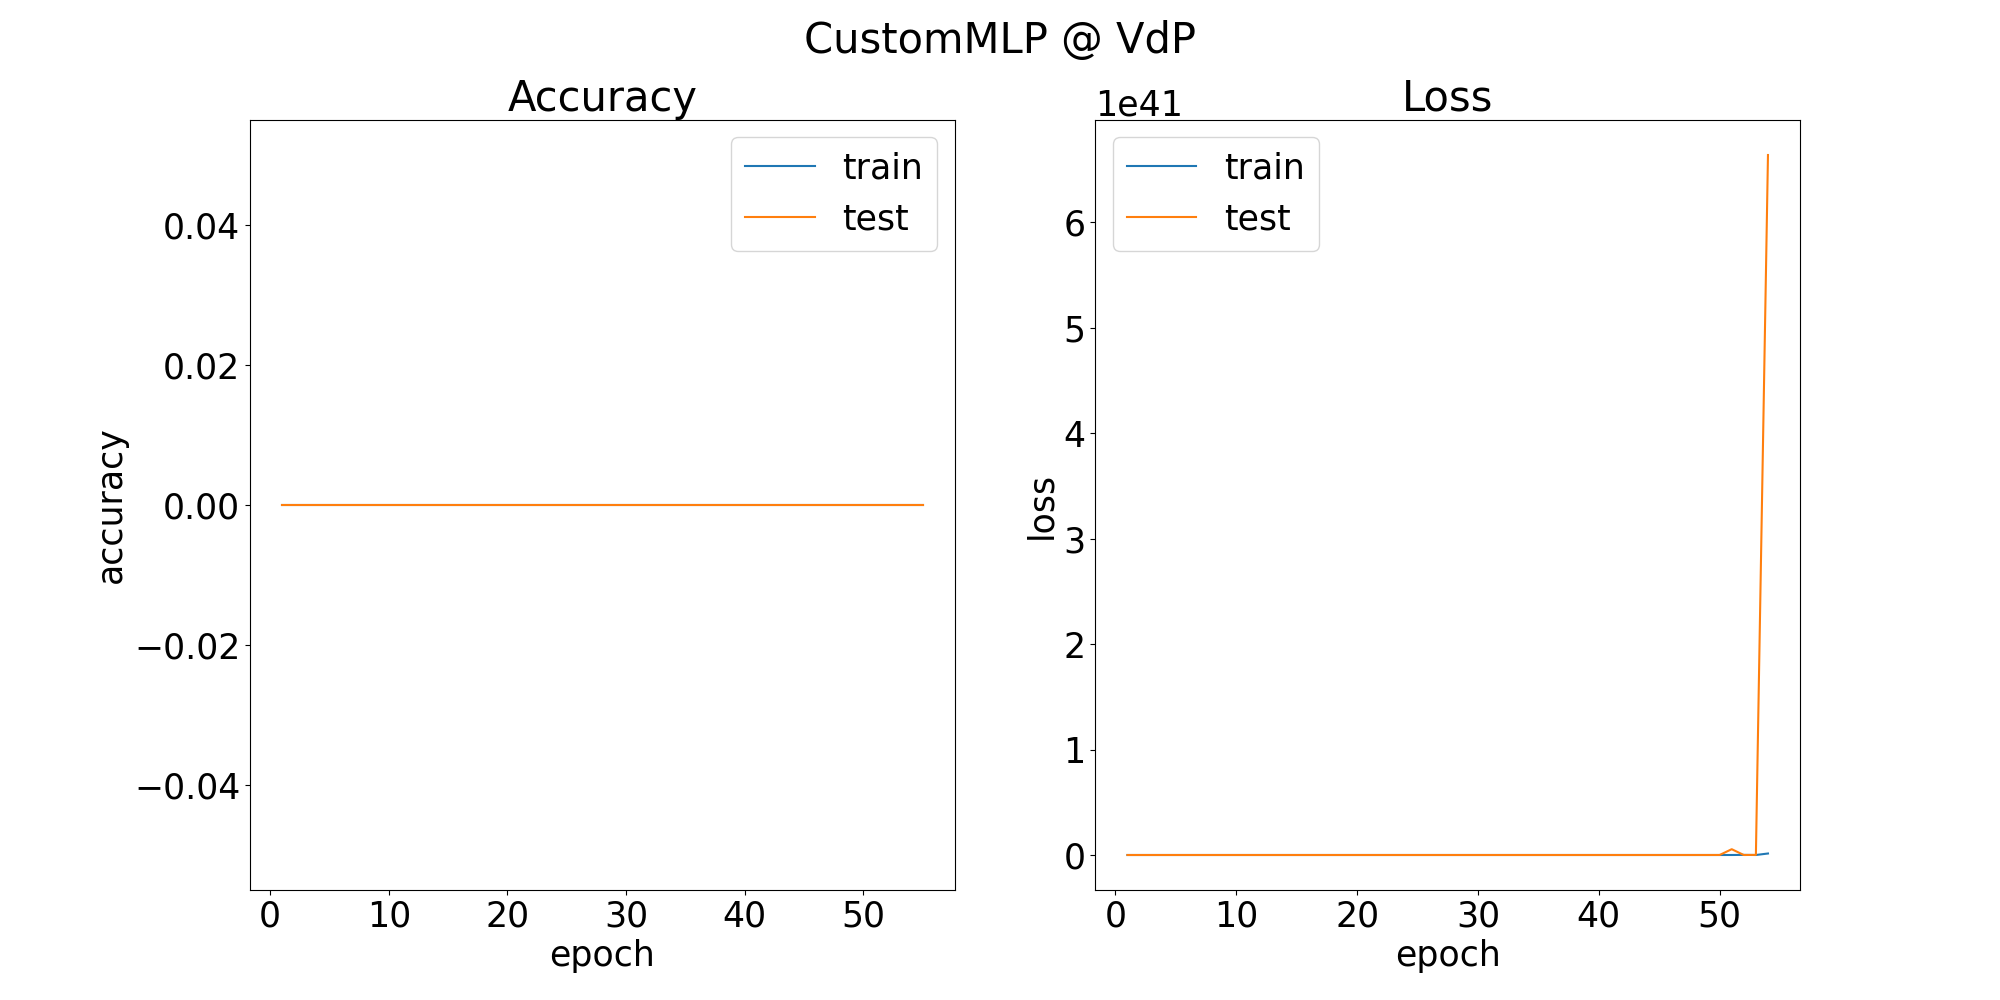 CustomMLP @ VdP
Accuracy
train
test
0.04
0.02
0.00
−0.02
−0.04
accuracy
0 10 20 30 40 50
epoch
Loss
1e41
train
test
6
5
4
3
2
1
0
loss
0 10 20 30 40 50
epoch